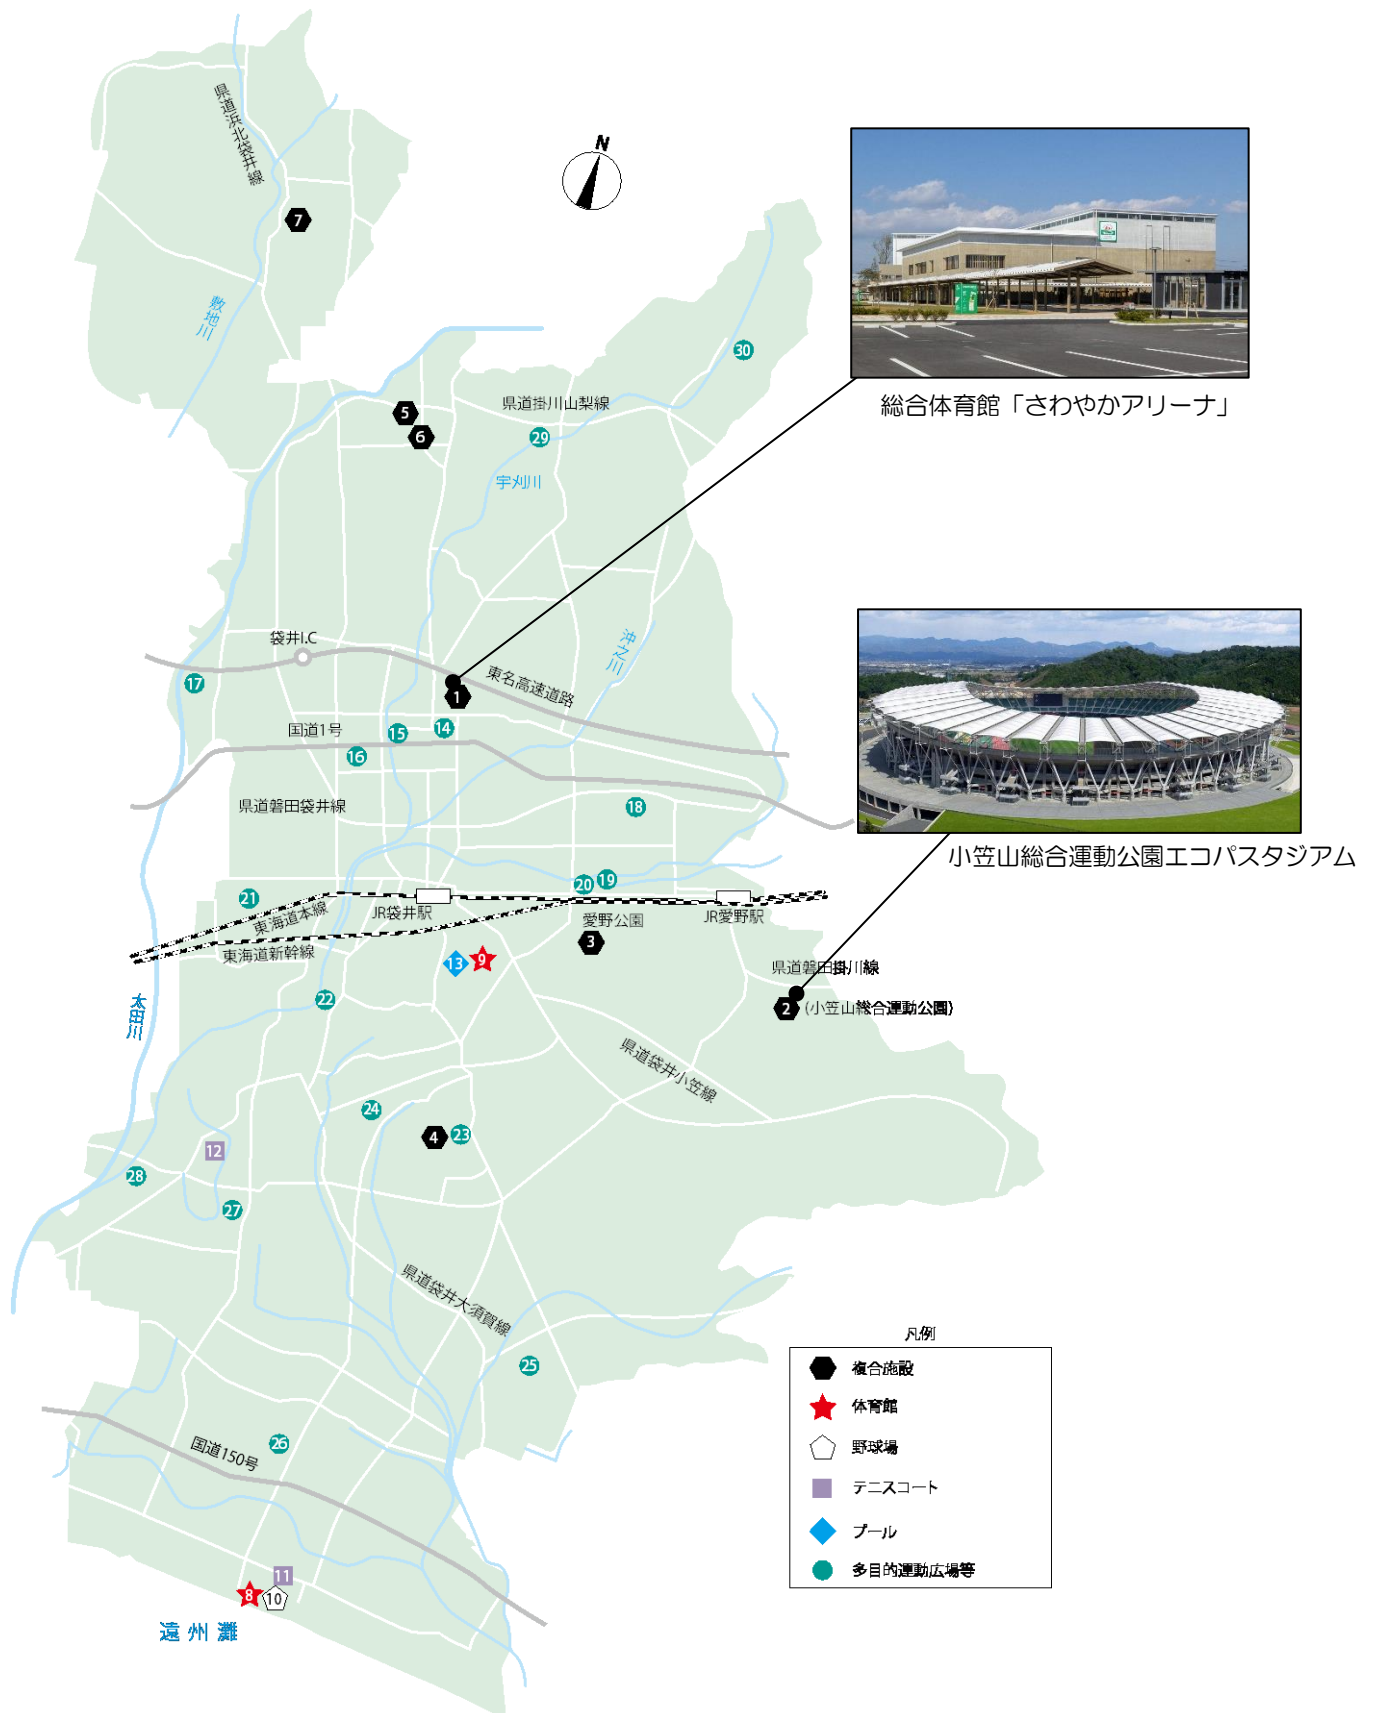 県道浜北袋井線
N
7
敷地川
30
総合体育館「さわやかアリーナ」
5
県道掛川山梨線
6
29
宇刈川
袋井I.C
沖之川
17
東名高速道路
1
国道1号
15
14
16
県道磐田袋井線
18
小笠山総合運動公園エコパスタジアム
20
19
21
東海道本線
JR袋井駅
愛野公園
JR愛野駅
3
東海道新幹線
13
9
県道磐田掛川線
太田川
22
2
(小笠山総合運動公園)
県道袋井小笠線
24
4
23
12
28
27
県道袋井大須賀線
25
国道150号
26
11
8
10
遠州灘
凡例
複合施設
体育館
野球場
テニスコート
プール
多目的運動広場等